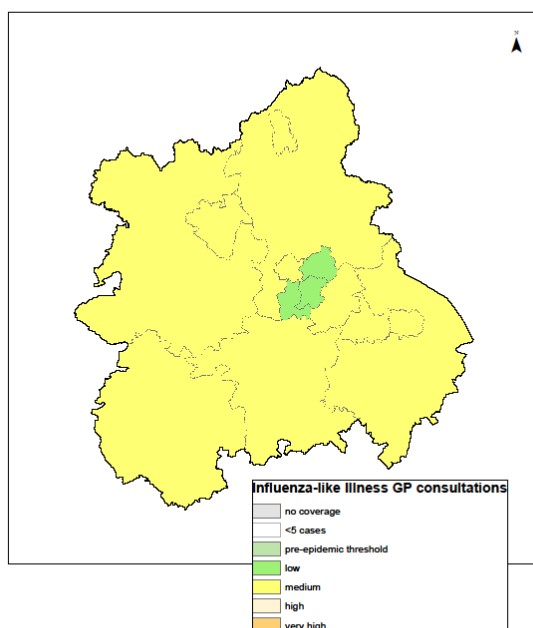 N
Influenza-like Illness GP consultations
no coverage
<5 cases
pre-epidemic threshold
low
medium
high
very high